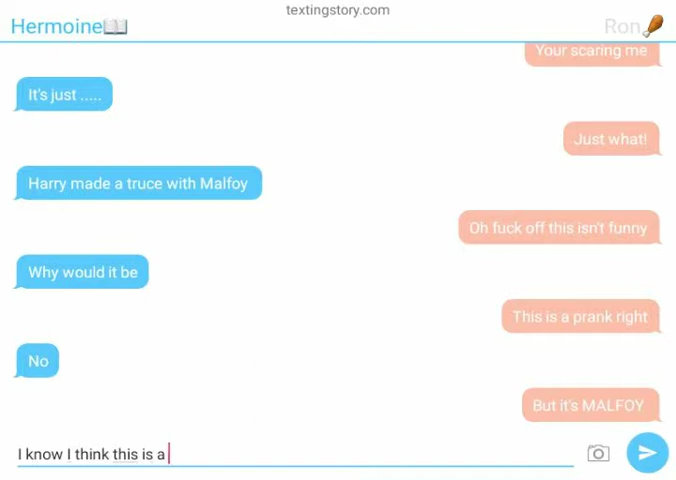 textingstory.com
Hermoine📖
Ron🍗
Your scaring me
It's just .....
Just what!
Harry made a truce with Malfoy
Oh fuck off this isn't funny
Why would it be
This is a prank right
No
But it's MALFOY
I know I think this is a